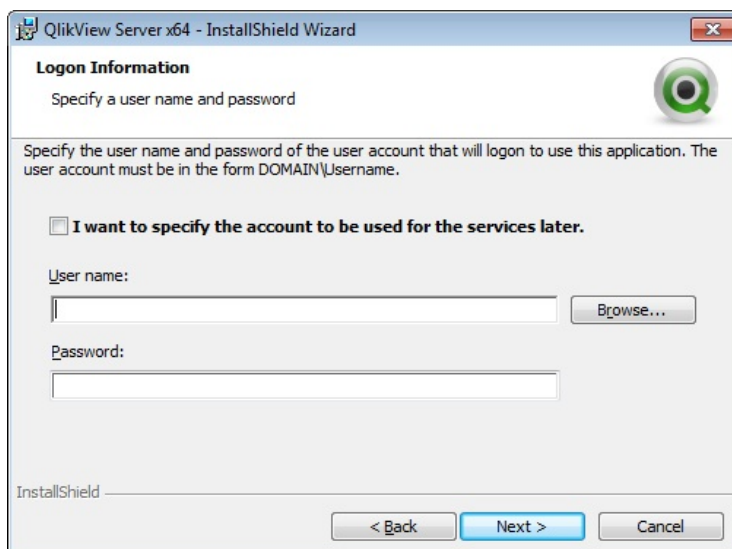 QlikView Server x64 - InstallShield Wizard
Logon Information
Specify a user name and password
Specify the user name and password of the user account that will logon to use this application. The
user account must be in the form DOMAIN\Username.
I want to specify the account to be used for the services later.
User name:
Browse...
Password:
InstallShield
< Back
Next >
Cancel